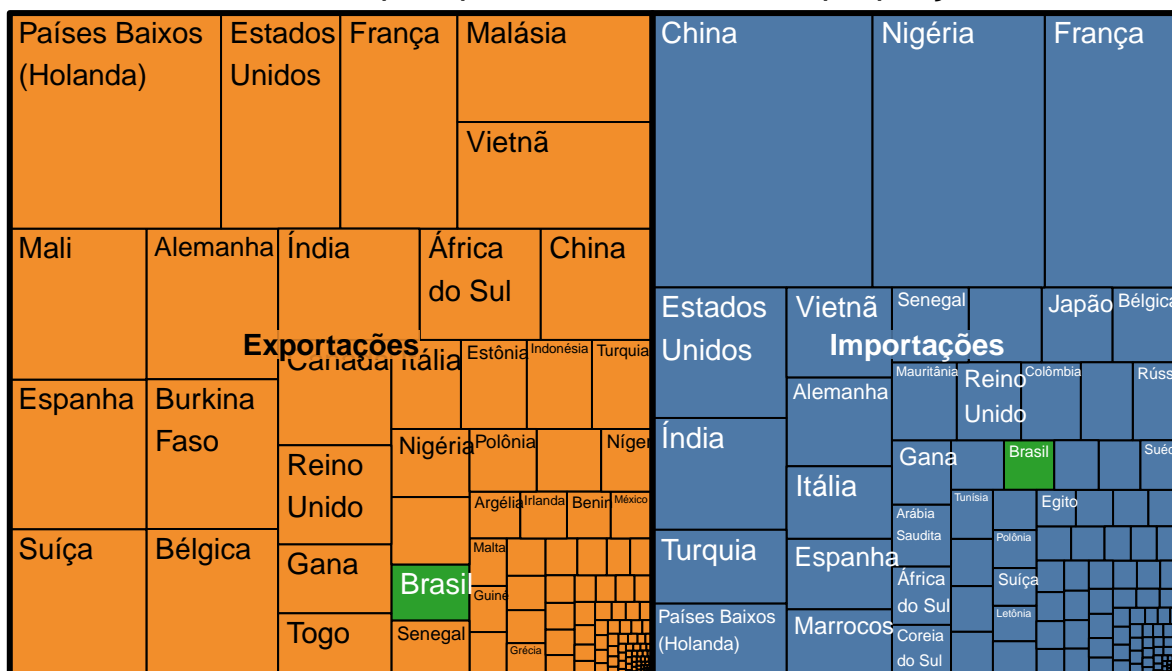 Países Baixos
(Holanda)
Estados
Unidos
França
Malásia
Vietnã
Mali
Alemanha
Índia
África
do Sul
China
Exportações
Canadá
Itália
Estônia
Indonésia
Turquia
Espanha
Burkina
Faso
Reino
Unido
Nigéria
Polônia
Níger
Argélia
Irlanda
Benin
México
Suíça
Bélgica
Gana
Malta
Brasil
Guiné
Togo
Senegal
Grécia
China
Nigéria
França
Estados
Unidos
Vietnã
Senegal
Japão
Bélgica
Importações
Mauritânia
Reino
Unido
Colômbia
Rúss
Alemanha
Índia
Gana
Brasil
Suéc
Itália
Arábia
Saudita
Tunísia
Egito
Polônia
Turquia
Espanha
África
do Sul
Suíça
Países Baixos
(Holanda)
Marrocos
Coreia
do Sul
Letônia